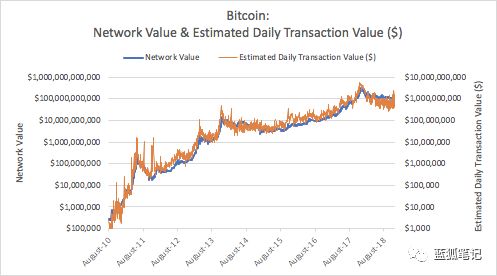 Bitcoin:
Network Value & Estimated Daily Transaction Value ($)
Network Value
Estimated Daily Transaction Value ($)
$1,000,000,000,000
$100,000,000,000
$10,000,000,000
$1,000,000,000
$100,000,000
$10,000,000
$1,000,000
$100,000
Network Value
$10,000,000,000
$1,000,000,000
$100,000,000
$10,000,000
$1,000,000
$100,000
$10,000
$1,000
Estimated Daily Transaction Value ($)
August-10
August-11
August-12
August-13
August-14
August-15
August-16
August-17
August-18
蓝狐笔记